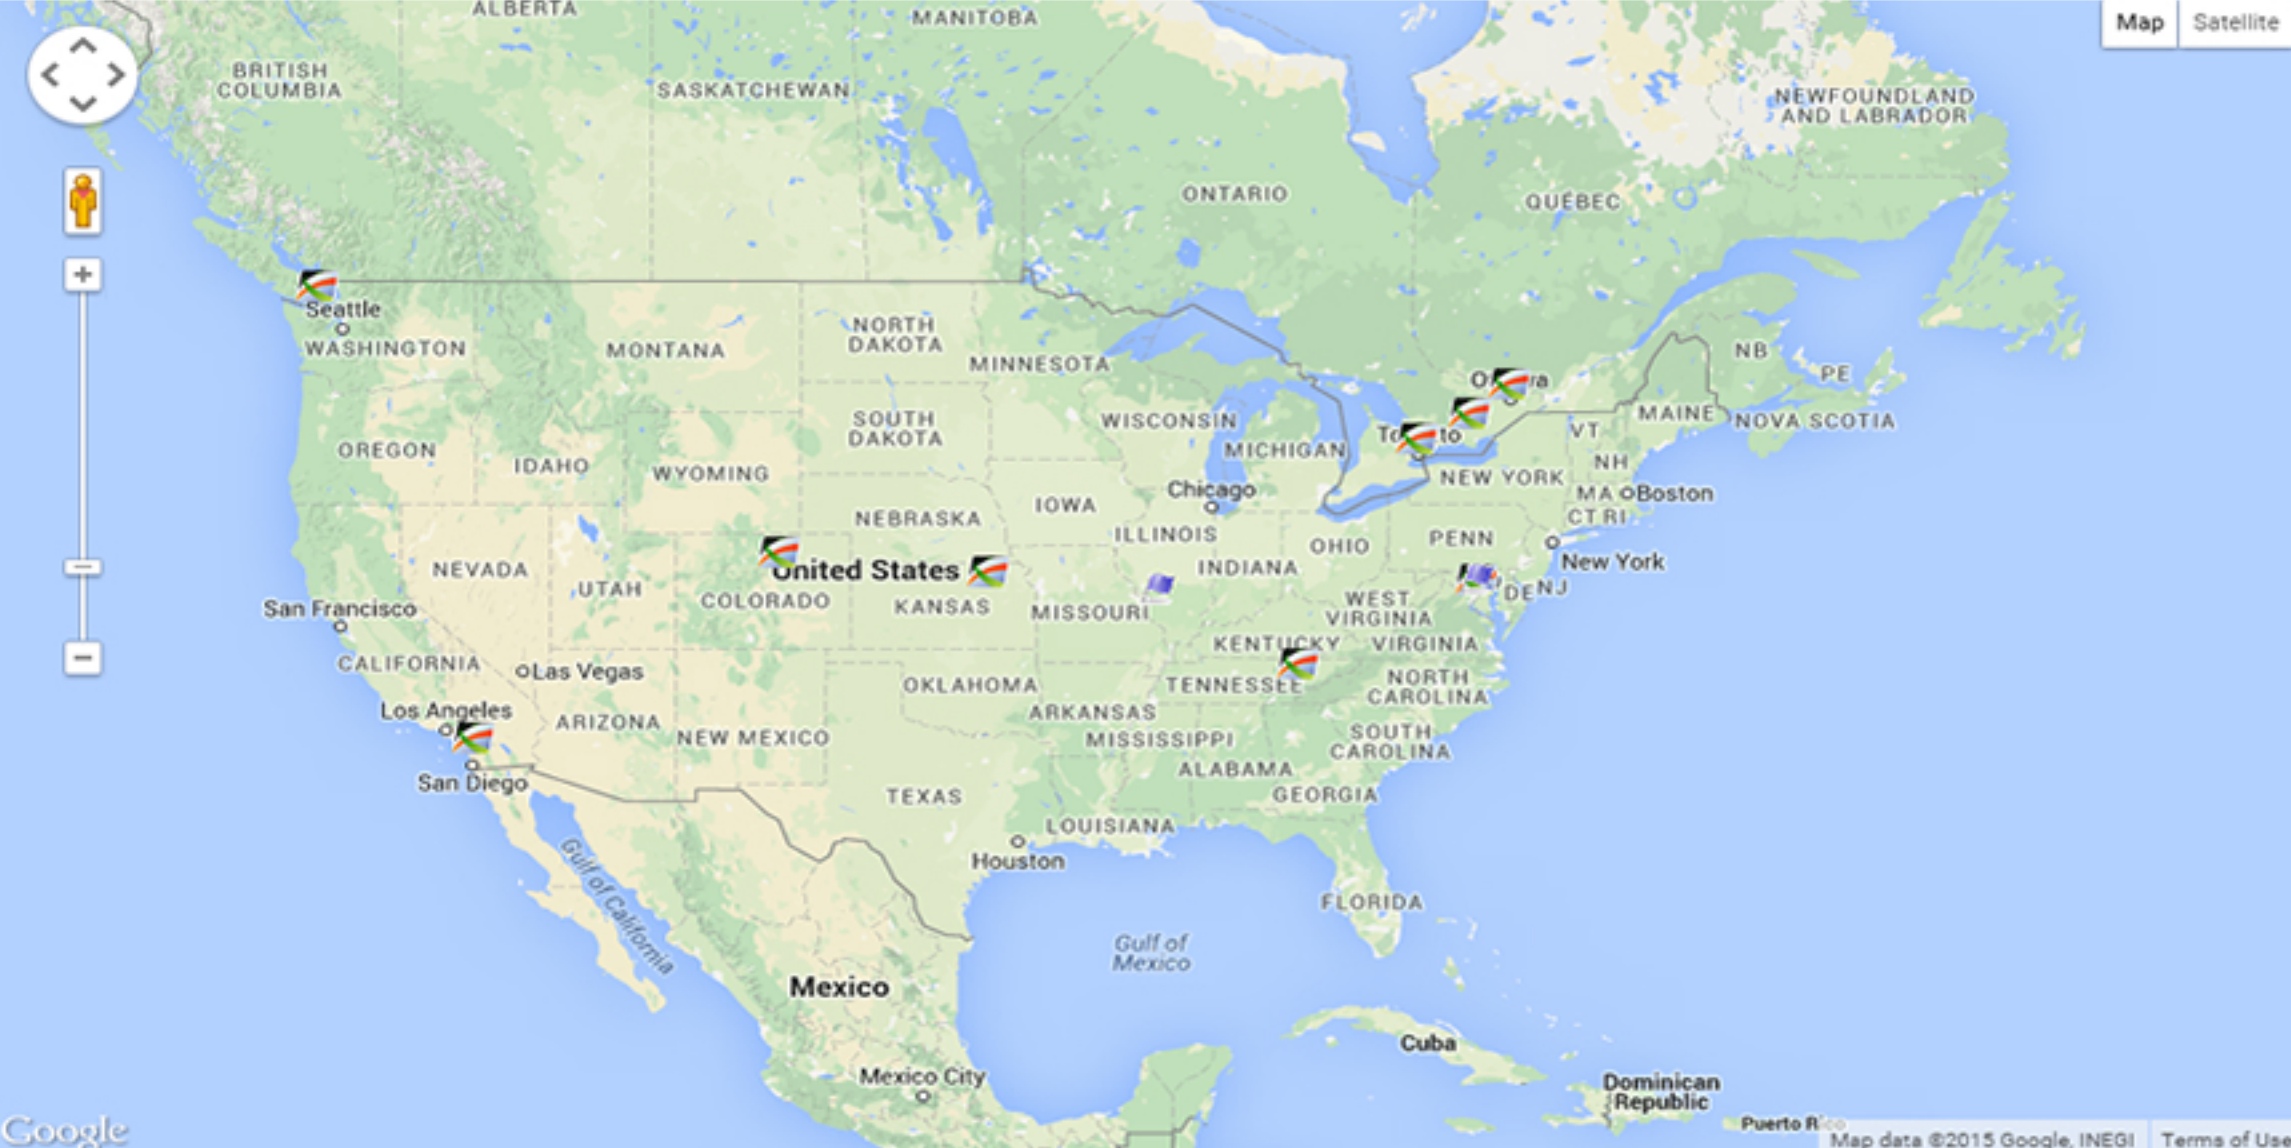 ALBERTA
MANITOBA
Map
Satellite
BRITISH
COLUMBIA
SASKATCHEWAN
NEWFOUNDLAND
AND LABRADOR
ONTARIO
QUÉBEC
Seattle
WASHINGTON
MONTANA
NORTH
DAKOTA
MINNESOTA
NB
PE
OREGON
IDAHO
WYOMING
SOUTH
DAKOTA
WISCONSIN
MICHIGAN
MAINE
NOVA SCOTIA
VT
NH
NEW YORK
MA
Boston
CT RI
Chicago
IOWA
NEBRASKA
ILLINOIS
INDIANA
OHIO
PENN
New York
NEVADA
UTAH
United States
COLORADO
KANSAS
MISSOURI
WEST
VIRGINIA
DE
NJ
San Francisco
KENTUCKY
VIRGINIA
CALIFORNIA
Las Vegas
OKLAHOMA
TENNESSEE
NORTH
CAROLINA
Los Angeles
ARIZONA
NEW MEXICO
ARKANSAS
MISSISSIPPI
SOUTH
CAROLINA
San Diego
ALABAMA
TEXAS
GEORGIA
LOUISIANA
Houston
Gulf of California
FLORIDA
Gulf of
Mexico
Mexico
Cuba
Mexico City
Dominican
Republic
Puerto R
Google
Map data ©2015 Google, INEGI
Terms of Use